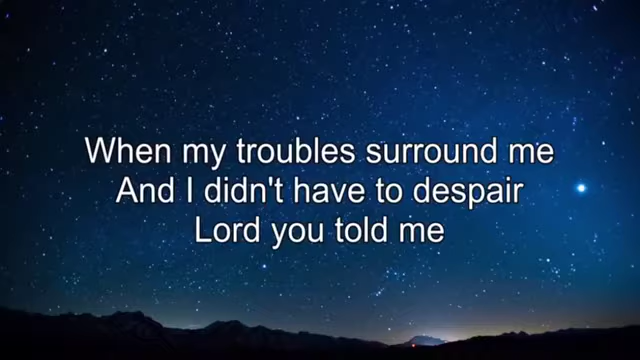 When my troubles surround me
And I didn't have to despair
Lord you told me